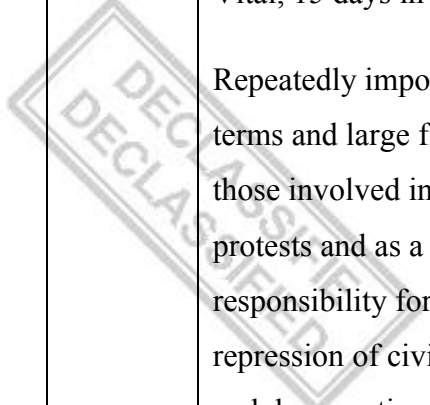 Vital, 15 days in
Repeatedly impo
terms and large f
those involved in
protests and as a
responsibility for
repression of civi
DECLASSIFIED
DECLASSIFIED